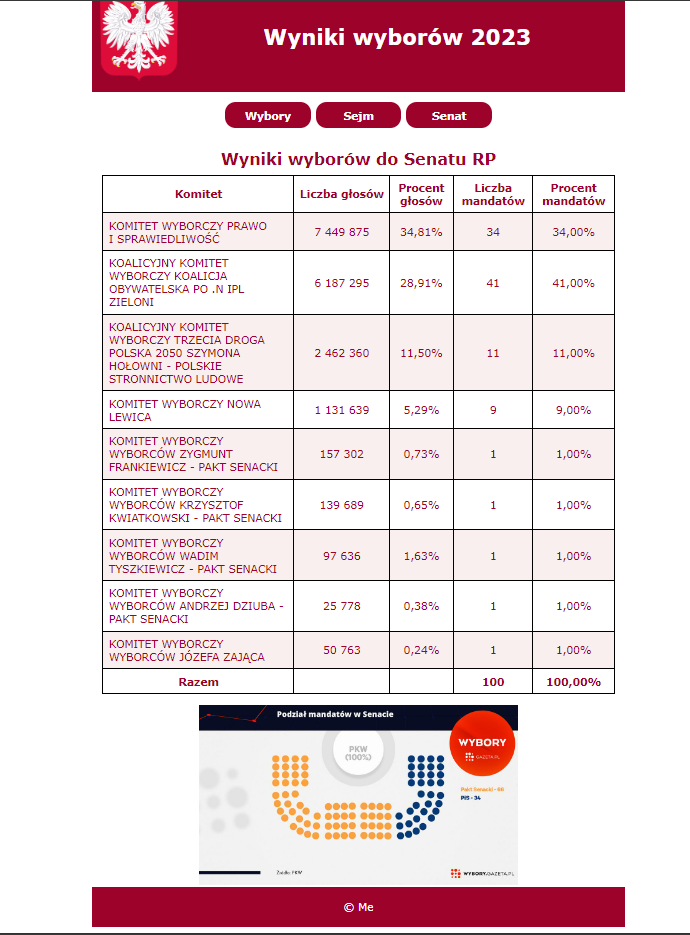 Wyniki wyborów 2023
Wybory Sejm Senat
Wyniki wyborów do Senatu RP
Komitet Liczba głosów Procent głosów Liczba mandatów Procent mandatów
KOMITET WYBORCZY PRAWO
I SPRAWIEDLIWOŚĆ 7 449 875 34,81% 34 34,00%
KOALICYJNY KOMITET
WYBORCZY KOALICJA
OBYWATELSKA PO .N IPL
ZIELONI 6 187 295 28,91% 41 41,00%
KOALICYJNY KOMITET
WYBORCZY TRZECIA DROGA
POLSKA 2050 SZYMONA
HOŁOWNI - POLSKIE
STRONNICTWO LUDOWE 2 462 360 11,50% 11 11,00%
KOMITET WYBORCZY NOWA
LEWICA 1 131 639 5,29% 9 9,00%
KOMITET WYBORCZY
WYBORCÓW ZYGMUNT
FRANKIEWICZ - PAKT SENACKI 157 302 0,73% 1 1,00%
KOMITET WYBORCZY
WYBORCÓW KRZYSZTOF
KWIATKOWSKI - PAKT SENACKI 139 689 0,65% 1 1,00%
KOMITET WYBORCZY
WYBORCÓW WADIM
TYSZKIEWICZ - PAKT SENACKI 97 636 1,63% 1 1,00%
KOMITET WYBORCZY
WYBORCÓW ANDRZEJ DZIUBA -
PAKT SENACKI 25 778 0,38% 1 1,00%
KOMITET WYBORCZY
WYBORCÓW JÓZEFA ZAJĄCA 50 763 0,24% 1 1,00%
Razem 100 100,00%
Podział mandatów w Senacie
WYBORY
GAZETA.PL
PKW
(100%)
Pakt Senacki - 66
PIS - 34
Źródło: PKW
WYBORY.GAZETA.PL
© Me